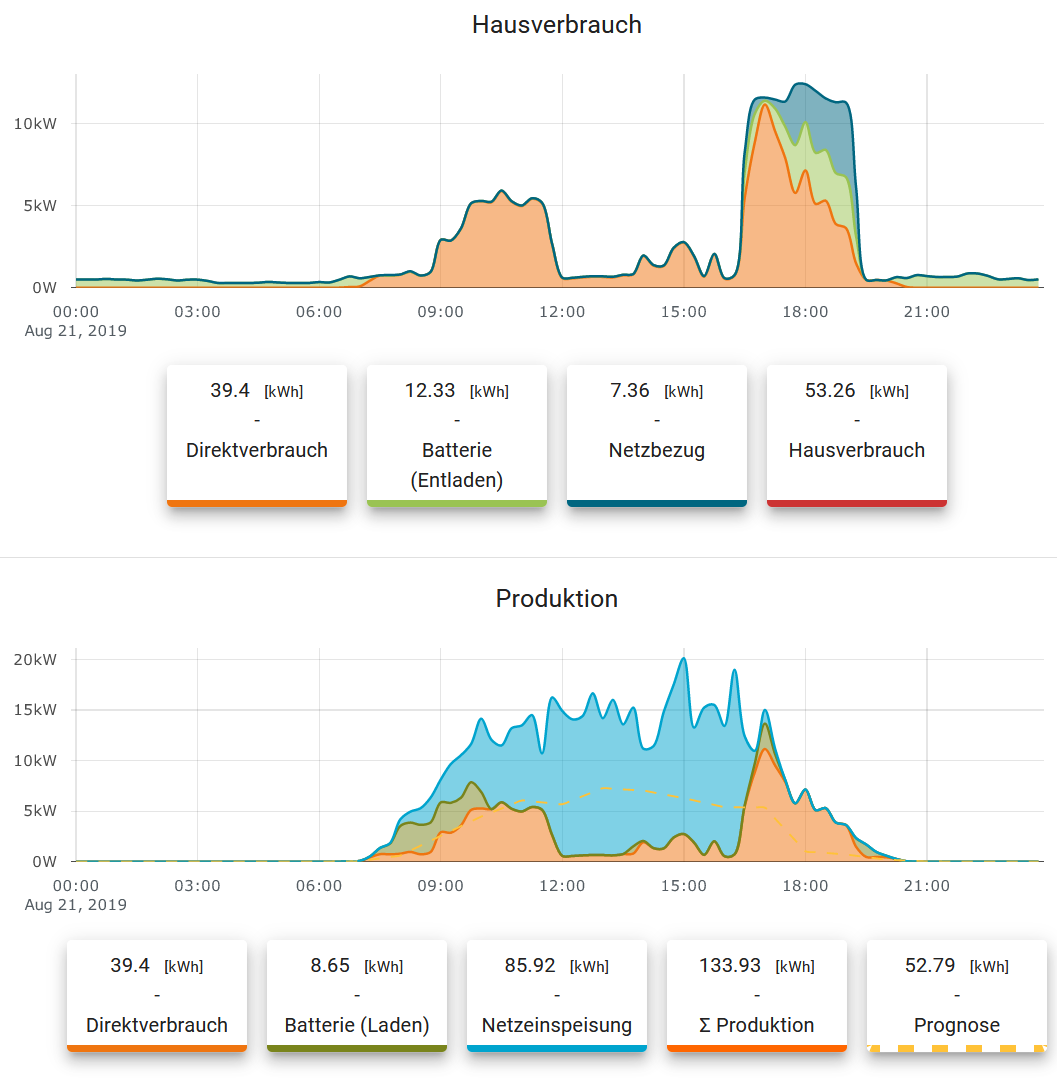 Hausverbrauch
10kW
5kW
0W
00:00 03:00 06:00 09:00 12:00 15:00 18:00 21:00
Aug 21, 2019
39.4 [kWh] 12.33 [kWh] 7.36 [kWh] 53.26 [kWh]
- - - -
Direktverbrauch Batterie Netzbezug Hausverbrauch
(Entladen)
Produktion
20kW
15kW
10kW
5kW
0W
00:00 03:00 06:00 09:00 12:00 15:00 18:00 21:00
Aug 21, 2019
39.4 [kWh] 8.65 [kWh] 85.92 [kWh] 133.93 [kWh] 52.79 [kWh]
- - - - -
Direktverbrauch Batterie (Laden) Netzeinspeisung Σ Produktion Prognose